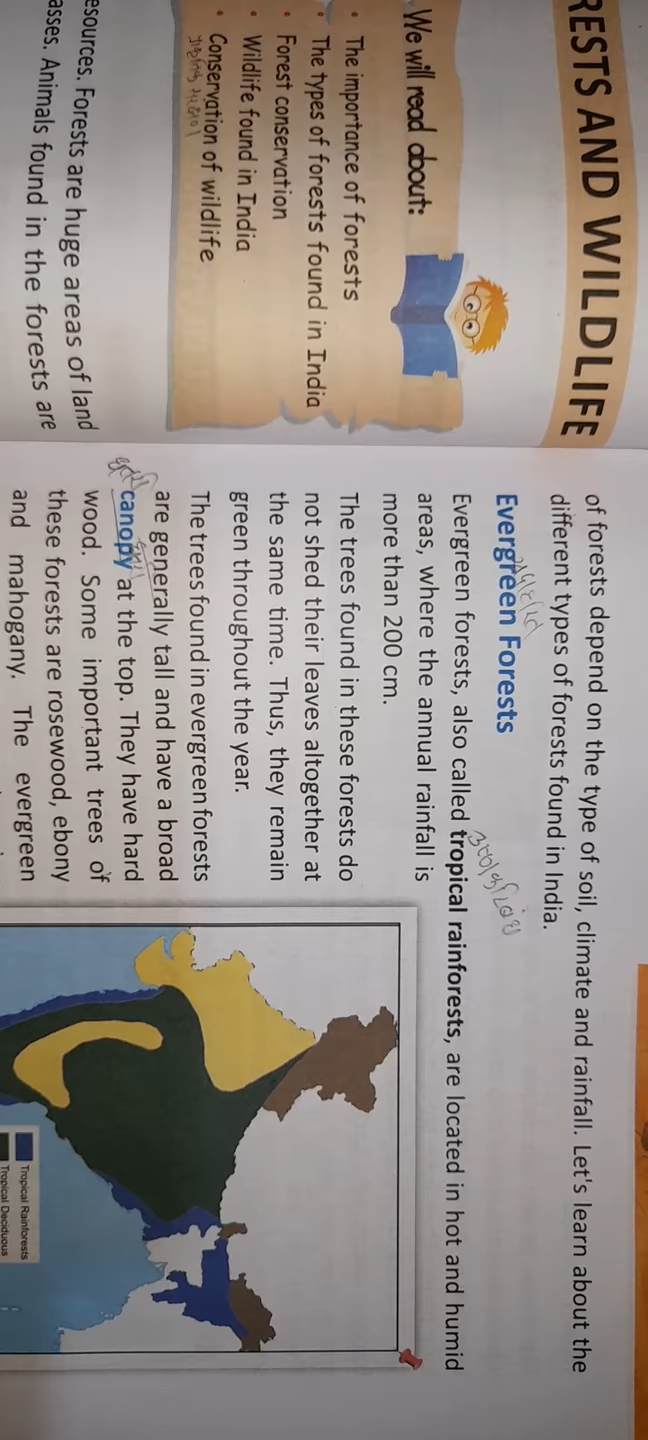 RESTS AND WILDLIFE
We will read about:
• The importance of forests
• The types of forests found in India
• Forest conservation
• Wildlife found in India
• Conservation of wildlife
esources. Forests are huge areas of land
asses. Animals found in the forests are
of forests depend on the type of soil, climate and rainfall. Let's learn about the
different types of forests found in India.
Evergreen Forests
Evergreen forests, also called tropical rainforests, are located in hot and humid
areas, where the annual rainfall is
more than 200 cm.
The trees found in these forests do
not shed their leaves altogether at
the same time. Thus, they remain
green throughout the year.
The trees found in evergreen forests
are generally tall and have a broad
canopy at the top. They have hard
wood. Some important trees of
these forests are rosewood, ebony
and mahogany. The evergreen
Tropical Rainforests
Tropical Deciduous